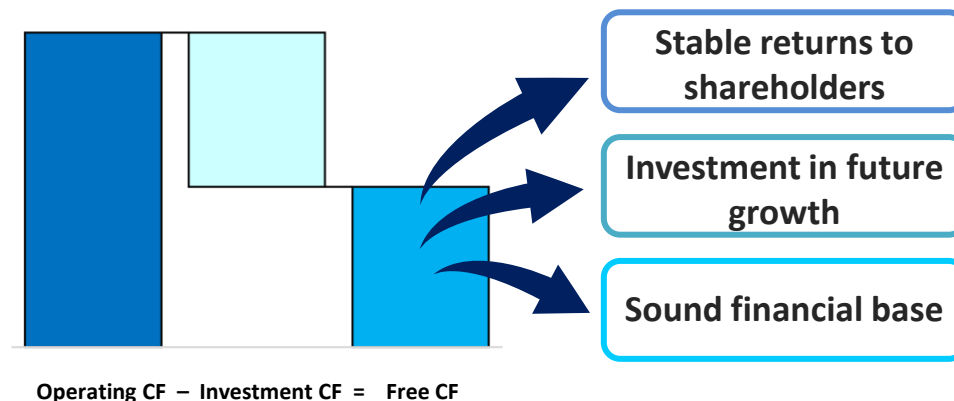 Stable returns to
shareholders
Investment in future
growth
Sound financial base
Operating CF – Investment CF = Free CF